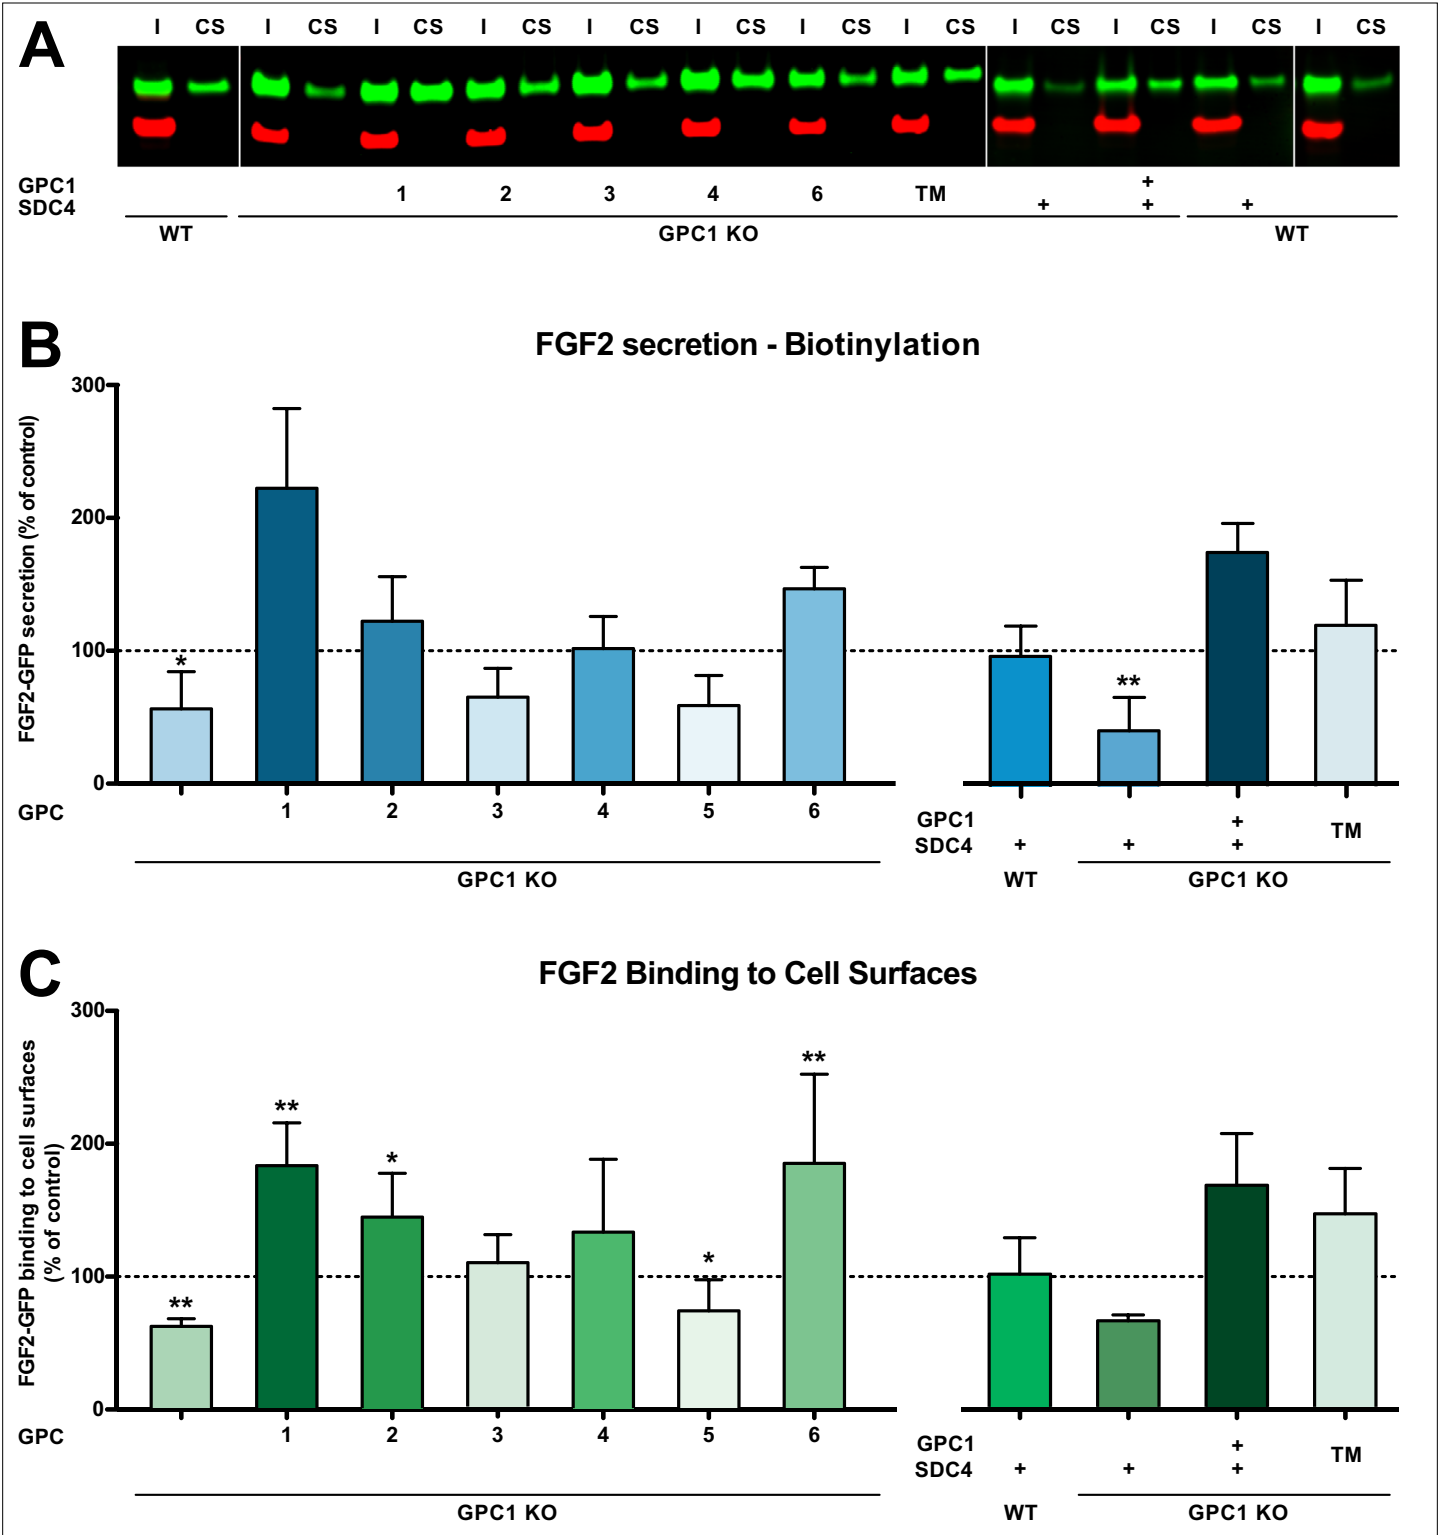 A
I CS I CS I CS I CS I CS I CS I CS I CS I CS I CS I CS I CS
GPC1 1 2 3 4 6 TM +
SDC4 + + +
WT GPC1 KO WT
B
FGF2 secretion - Biotinylation
FGF2-GFP secretion (% of control)
300
200
100
0
*
**
GPC 1 2 3 4 5 6
GPC1 KO
GPC1 + TM
SDC4 + + +
WT GPC1 KO
C
FGF2 Binding to Cell Surfaces
FGF2-GFP binding to cell surfaces
(% of control)
300
200
100
0
**
**
*
*
**
GPC 1 2 3 4 5 6
GPC1 KO
GPC1 + TM
SDC4 + + +
WT GPC1 KO